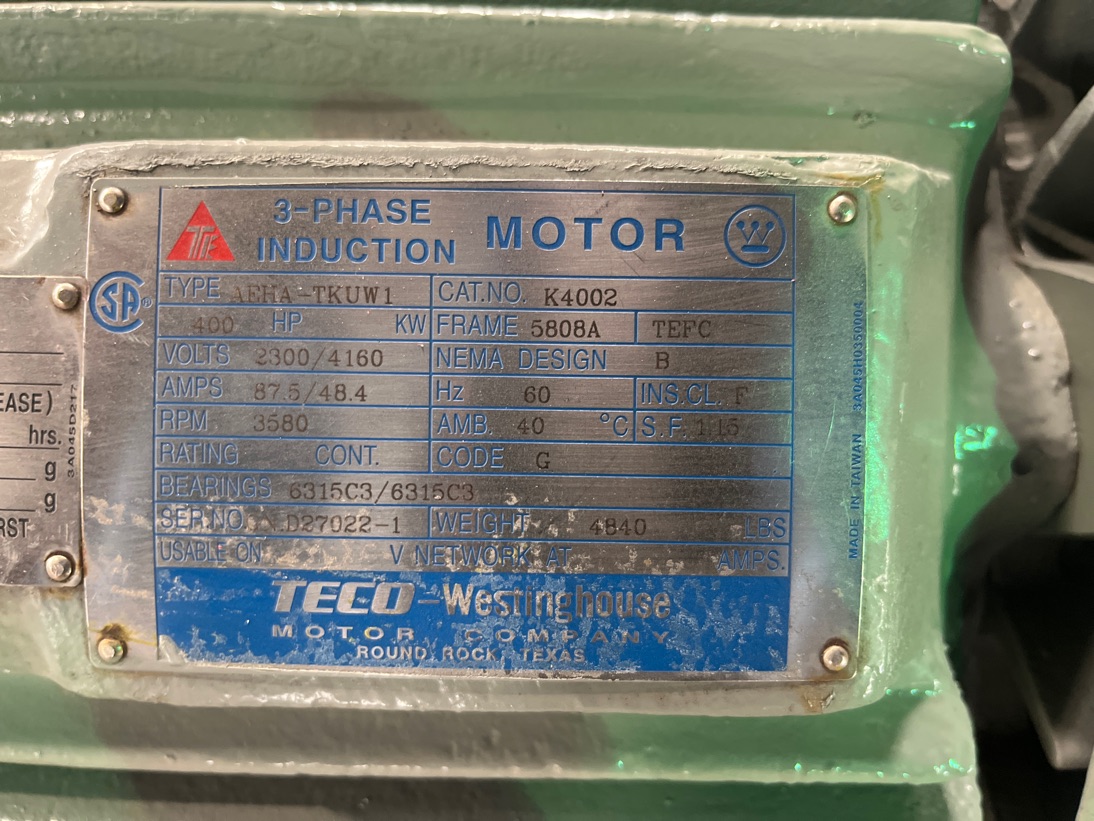 3-PHASE
INDUCTION MOTOR
SA
TYPE AEHA-TKUW1 CAT.NO. K4002
400 HP KW FRAME 5808A TEFC
VOLTS 2300/4160 NEMA DESIGN B
AMPS 87.5/48.4 Hz 60 INS.CL. F
RPM 3580 AMB. 40 °C S.F. 1.15
RATING CONT. CODE G
BEARINGS 6315C3/6315C3
SER.NO. D27022-1 WEIGHT 4840 LBS
USABLE ON V NETWORK AT AMPS.
TECO-Westinghouse
MOTOR COMPANY
ROUND ROCK, TEXAS
MADE IN TAIWAN 3A045H03590004
EASE)
hrs.
g
g
RST
3A045D217